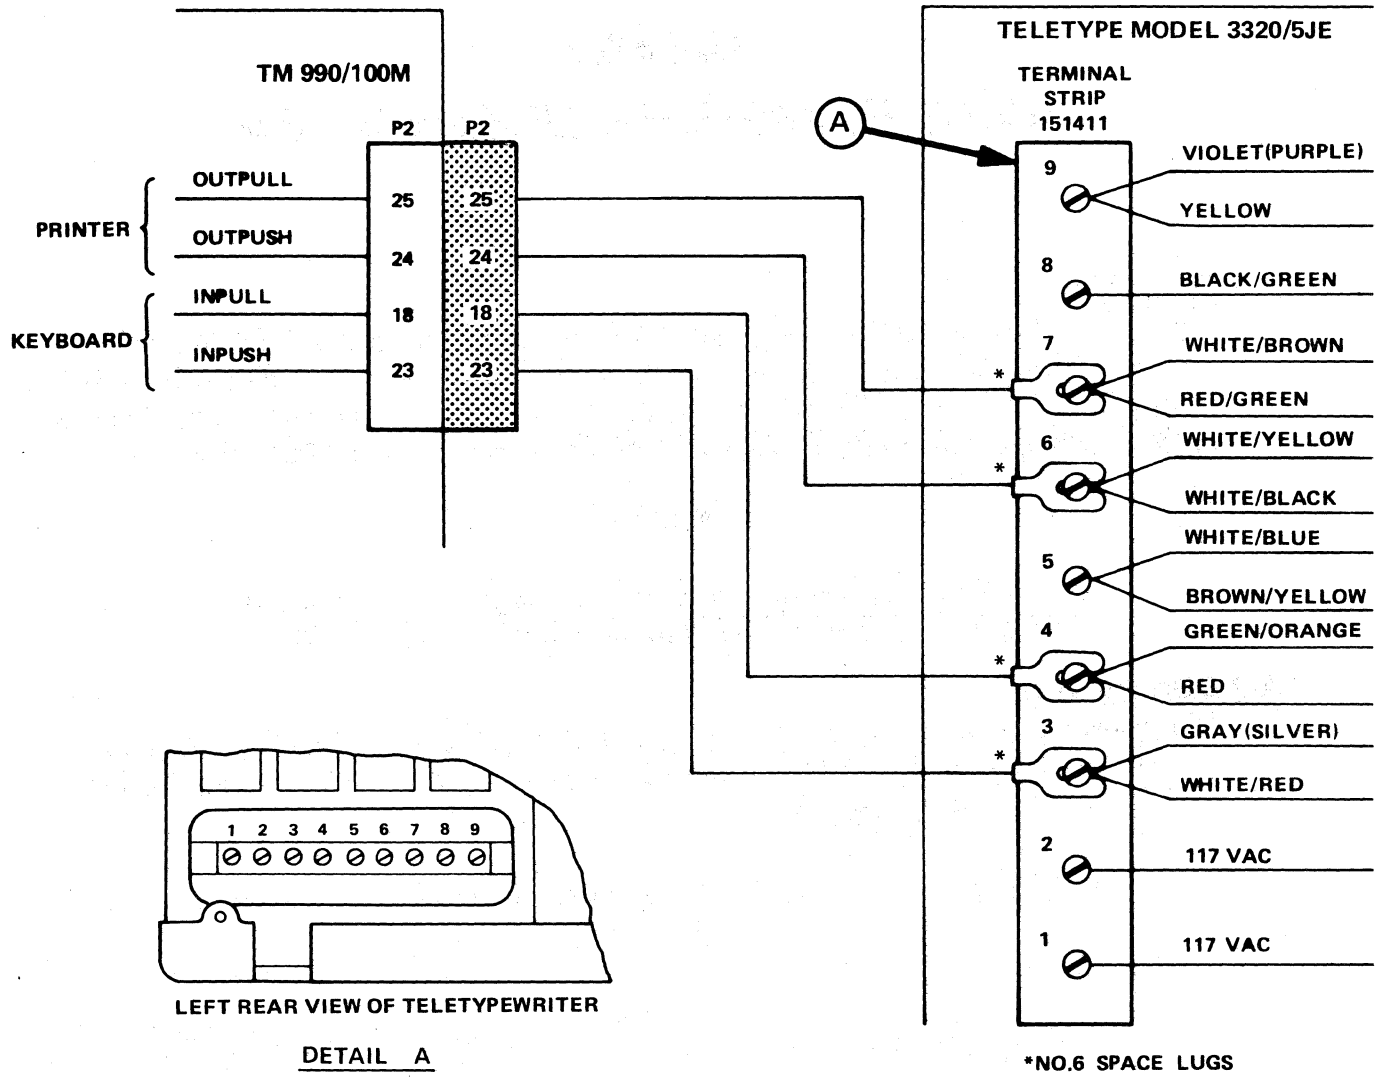 TM 990/100M
P2 P2
PRINTER
OUTPULL 25 25
OUTPUSH 24 24
KEYBOARD
INPULL 18 18
INPUSH 23 23
TELETYPE MODEL 3320/5JE
TERMINAL
STRIP
151411
A
9
VIOLET(PURPLE)
YELLOW
8
BLACK/GREEN
7
*
WHITE/BROWN
RED/GREEN
6
*
WHITE/YELLOW
WHITE/BLACK
5
WHITE/BLUE
BROWN/YELLOW
4
*
GREEN/ORANGE
RED
3
*
GRAY(SILVER)
WHITE/RED
2
117 VAC
1
117 VAC
*NO.6 SPACE LUGS
1 2 3 4 5 6 7 8 9
LEFT REAR VIEW OF TELETYPEWRITER
DETAIL A